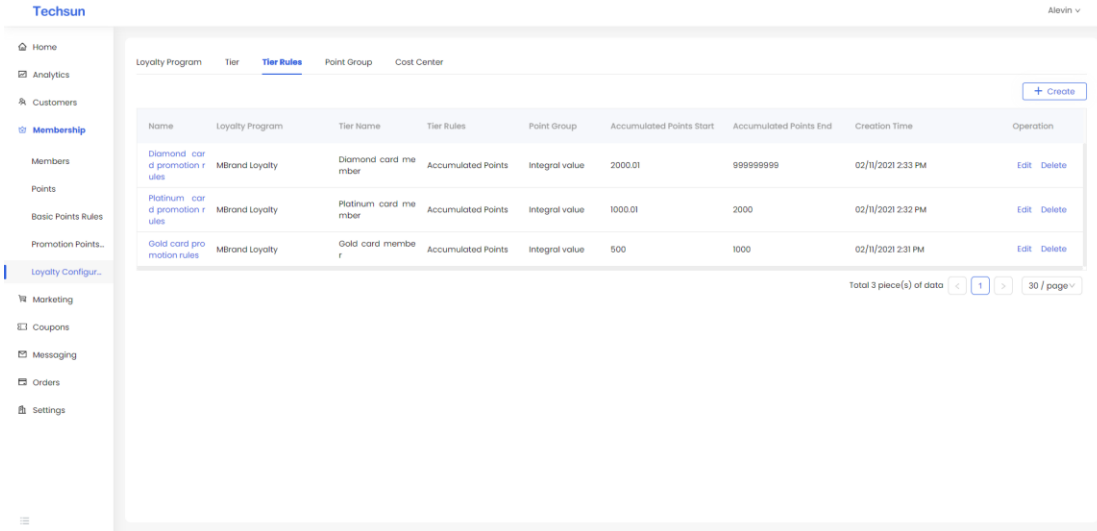 Techsun
Alevin
Home
Analytics
Customers
Membership
Members
Points
Basic Points Rules
Promotion Points...
Loyalty Configur...
Marketing
Coupons
Messaging
Orders
Settings
Loyalty Program Tier Tier Rules Point Group Cost Center
+ Create
Name Loyalty Program Tier Name Tier Rules Point Group Accumulated Points Start Accumulated Points End Creation Time Operation
Diamond car
d promotion r
ules
MBrand Loyalty
Diamond card me
mber
Accumulated Points Integral value 2000.01 999999999 02/11/2021 2:33 PM Edit Delete
Platinum car
d promotion r
ules
MBrand Loyalty
Platinum card me
mber
Accumulated Points Integral value 1000.01 2000 02/11/2021 2:32 PM Edit Delete
Gold card pro
motion rules
MBrand Loyalty
Gold card membe
r
Accumulated Points Integral value 500 1000 02/11/2021 2:31 PM Edit Delete
Total 3 piece(s) of data < 1 > 30 / page